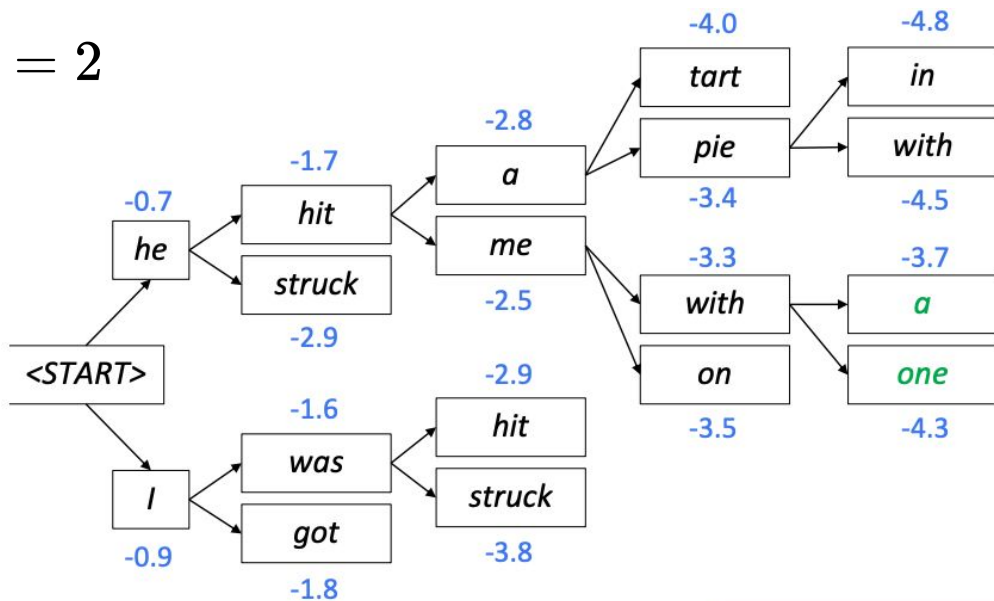 = 2
-4.0
-4.8
tart
in
-2.8
pie
with
-1.7
a
-3.4
-4.5
-0.7
hit
me
-3.3
-3.7
he
struck
-2.5
with
a
-2.9
<START>
-2.9
on
one
-1.6
hit
-3.5
-4.3
was
I
struck
got
-0.9
-3.8
-1.8